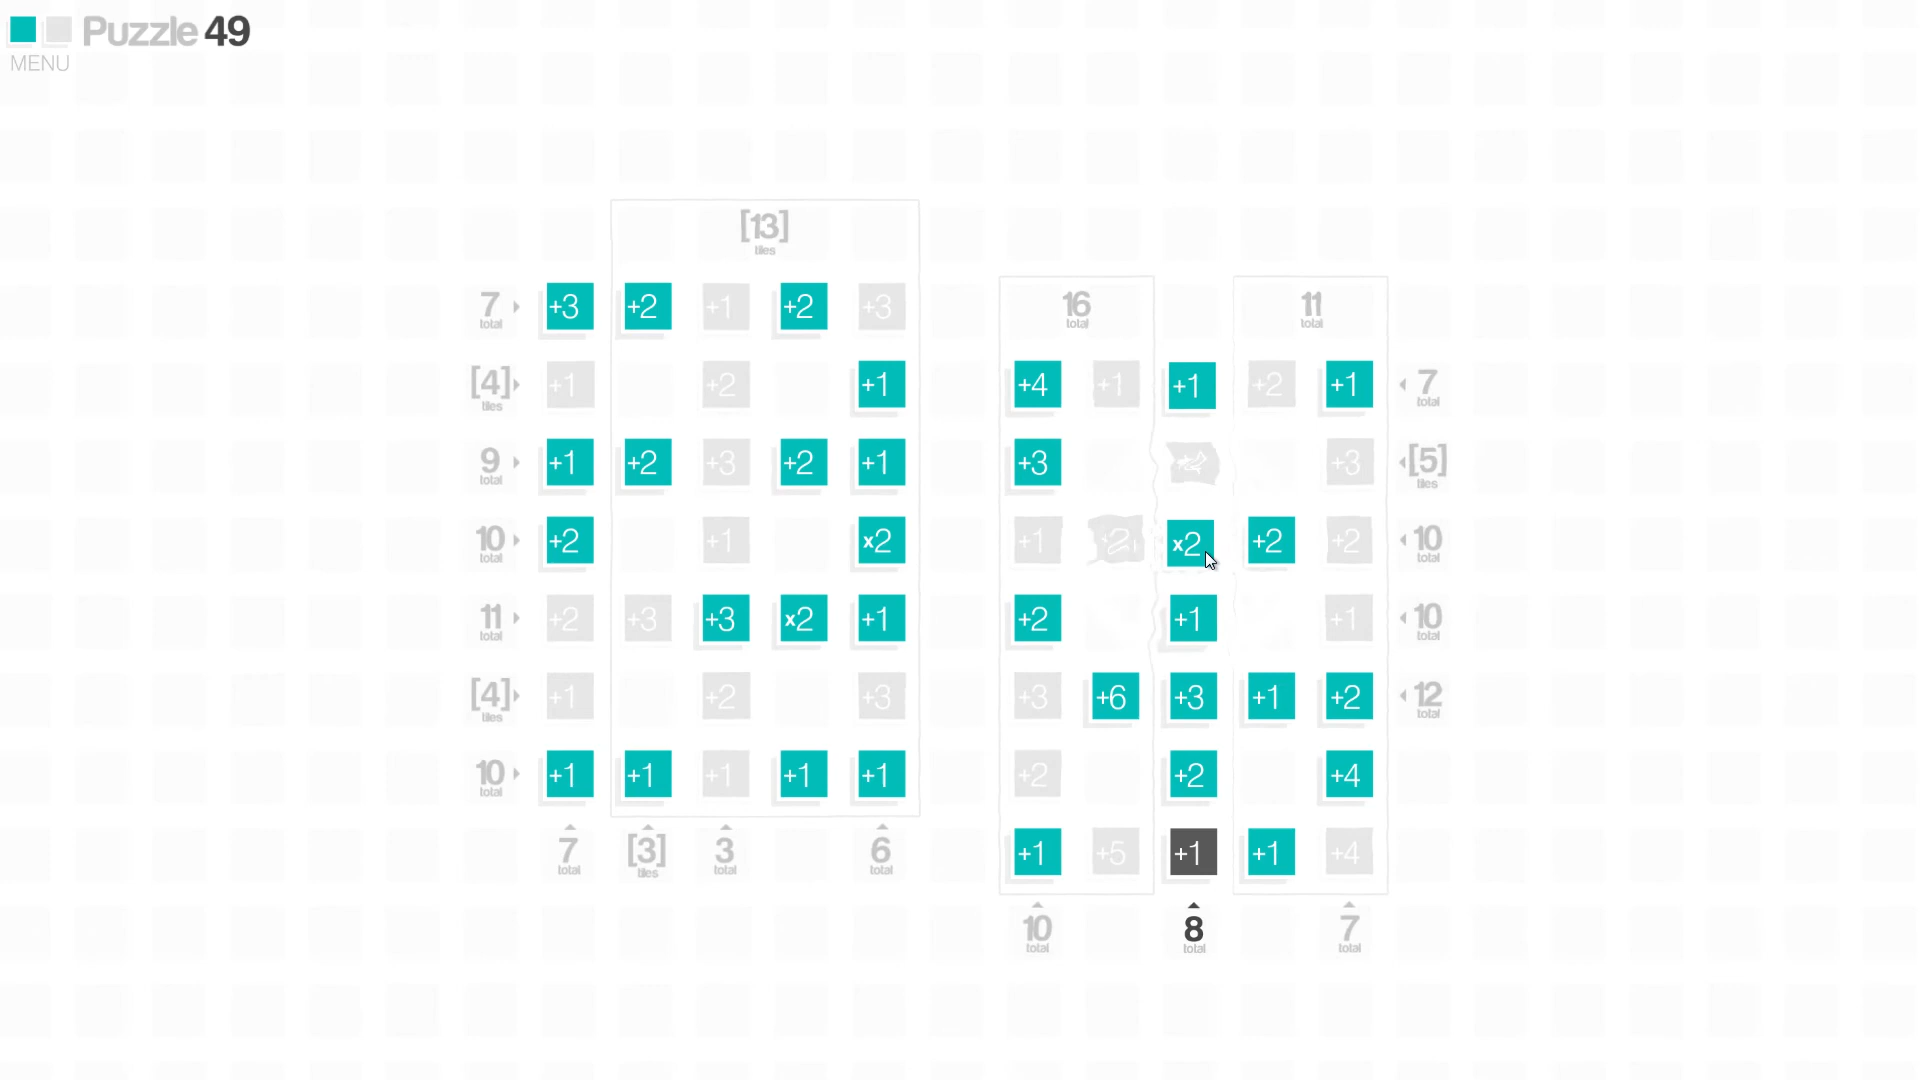 Puzzle 49
MENU
[13]
tiles
7 total +3 +2 +1 +2 +3
16 total
11 total
[4] tiles +1 +2 +1
+4 +1 +1 +2 +1 7 total
9 total +1 +2 +3 +2 +1
+3 +3 [5] tiles
10 total +2 +1 x2
+1 +2 x2 +2 +2 10 total
11 total +2 +3 +3 x2 +1
+2 +1 +1 10 total
[4] tiles +1 +2 +3
+3 +6 +3 +1 +2 12 total
10 total +1 +1 +1 +1 +1
+2 +2 +4
7 total [3] tiles 3 total 6 total
+1 +5 +1 +1 +4
10 total 8 total 7 total